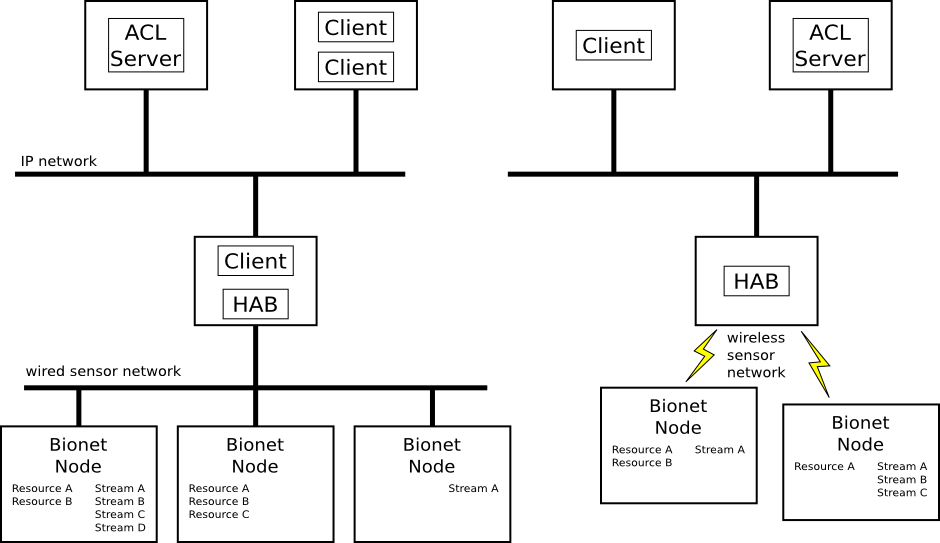 ACL
Server
Client
Client
Client
ACL
Server
IP network
Client
HAB
HAB
wired sensor network
wireless
sensor
network
Bionet
Node
Resource A Stream A
Resource B Stream B
Stream C
Stream D
Bionet
Node
Resource A
Resource B
Resource C
Bionet
Node
Stream A
Bionet
Node
Resource A Stream A
Resource B
Bionet
Node
Resource A Stream A
Stream B
Stream C